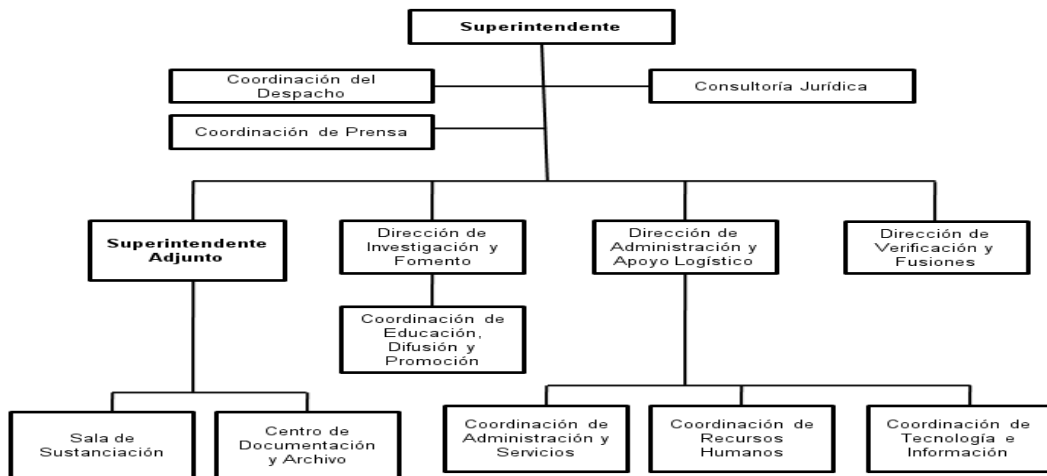 Superintendente
Coordinación del
Despacho
Consultoría Jurídica
Coordinación de Prensa
Superintendente
Adjunto
Dirección de
Investigación y
Fomento
Dirección de
Administración y
Apoyo Logístico
Dirección de
Verificación y
Fusiones
Coordinación de
Educación,
Difusión y
Promoción
Sala de
Sustanciación
Centro de
Documentación
y Archivo
Coordinación de
Administración y
Servicios
Coordinación de
Recursos
Humanos
Coordinación de
Tecnología e
Información